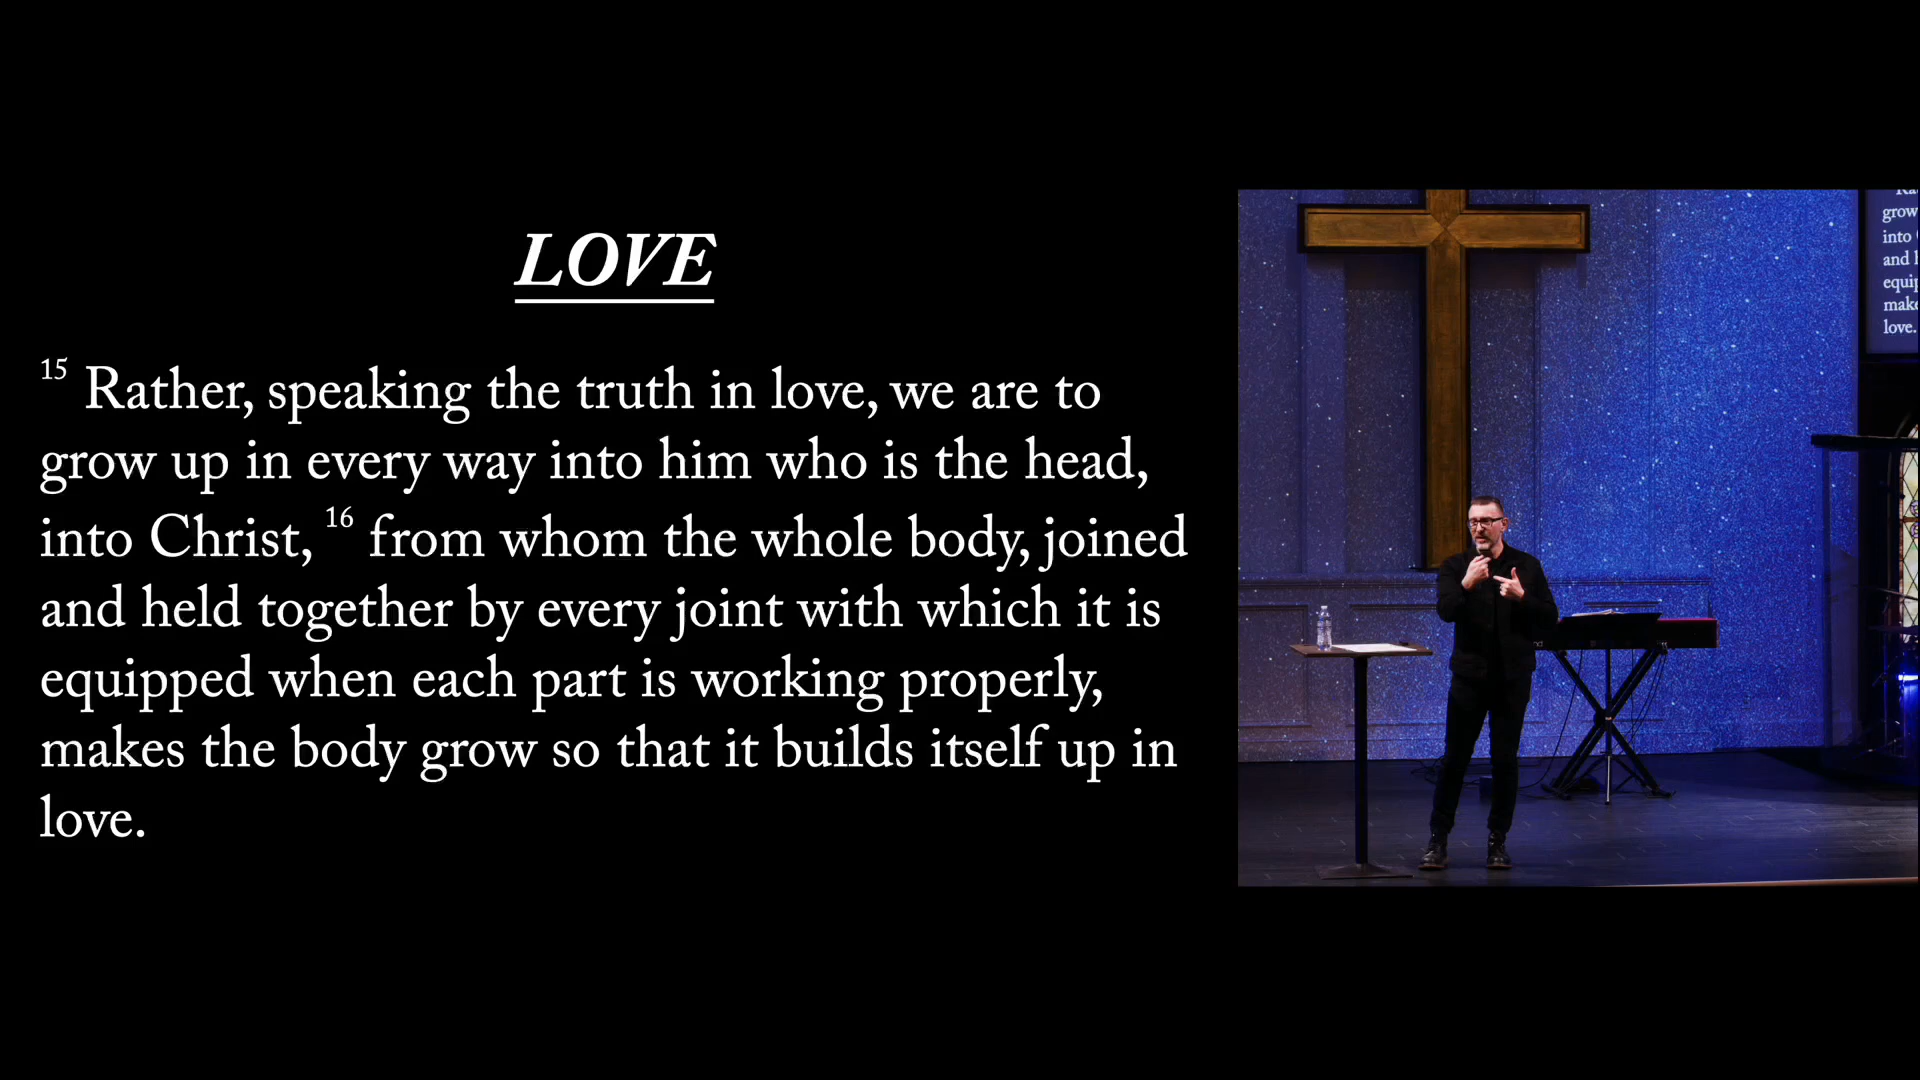 LOVE
15 Rather, speaking the truth in love, we are to
grow up in every way into him who is the head,
into Christ, 16 from whom the whole body, joined
and held together by every joint with which it is
equipped when each part is working properly,
makes the body grow so that it builds itself up in
love.
grow
into
and
love.